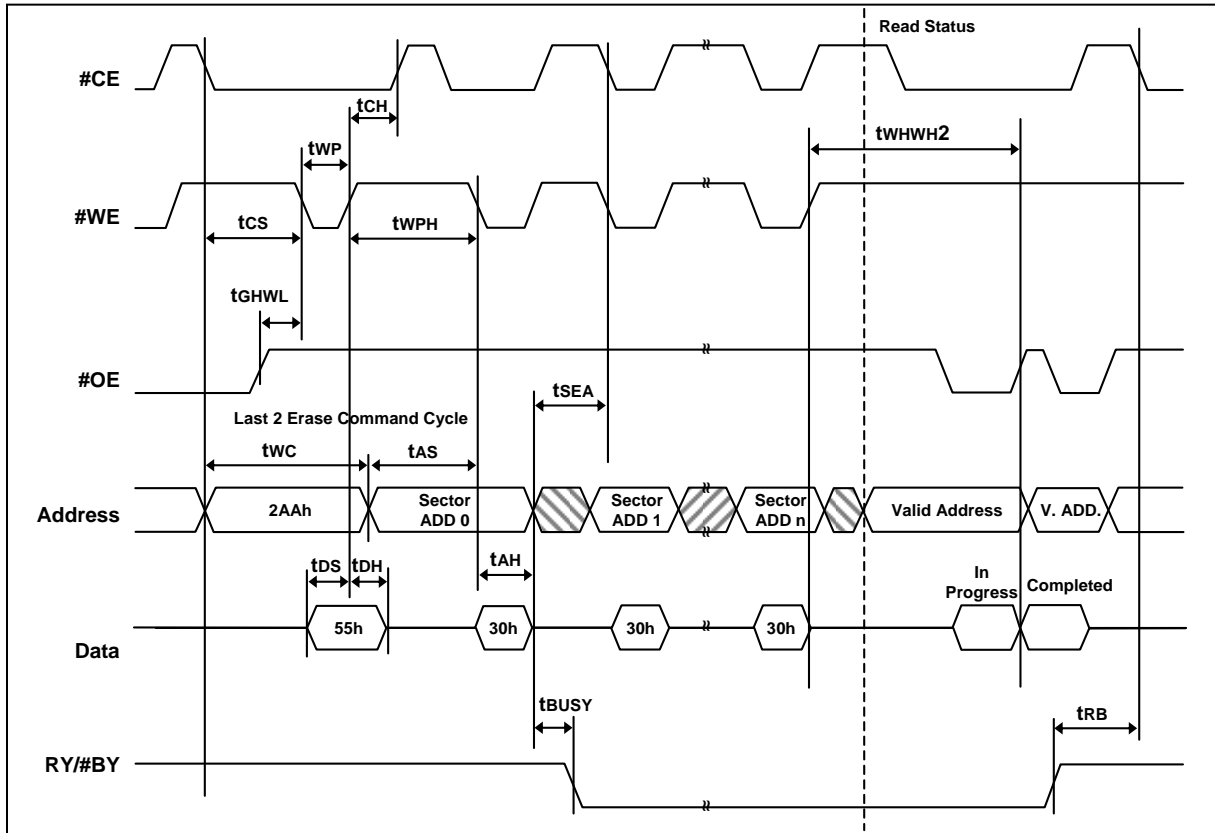 Read Status
#CE
tCH
tWHWH2
tWP
#WE
tCS
tWPH
tGHWL
#OE
tSEA
Last 2 Erase Command Cycle
tWC
tAS
Address
2AAh
Sector
ADD 0
Sector
ADD 1
Sector
ADD n
Valid Address
V. ADD.
tDS
tDH
tAH
In
Progress
Completed
Data
55h
30h
30h
30h
tBUSY
tRB
RY/#BY